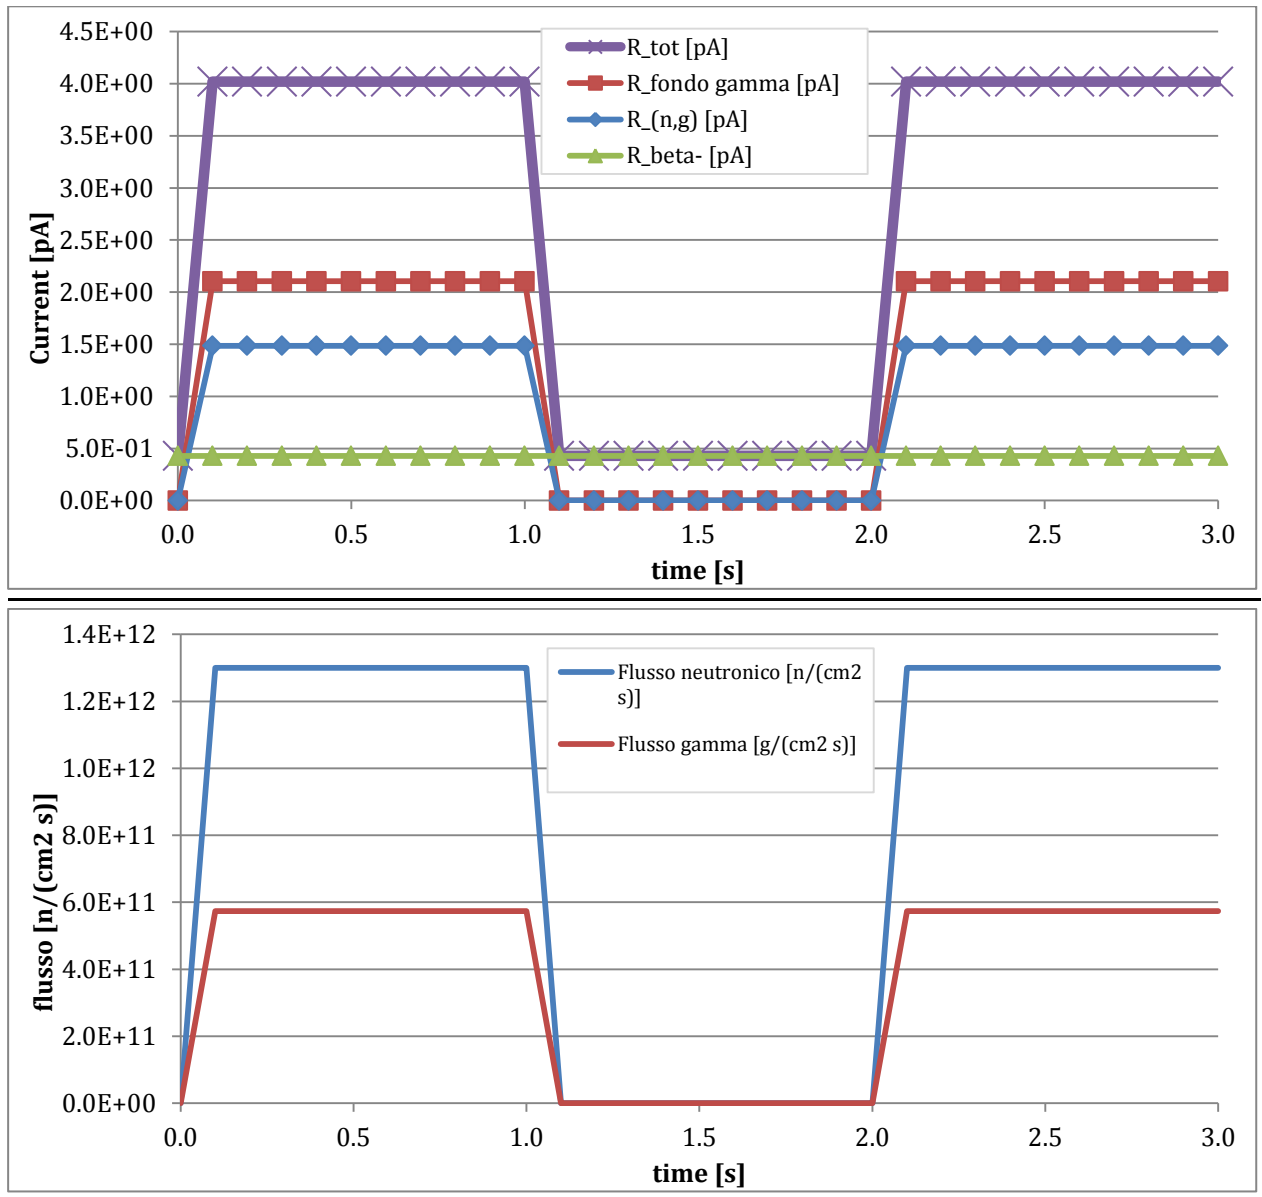 4.5E+00
4.0E+00
3.5E+00
3.0E+00
2.5E+00
2.0E+00
1.5E+00
1.0E+00
5.0E-01
0.0E+00
Current [pA]
R_tot [pA]
R_fondo gamma [pA]
R_(n,g) [pA]
R_beta- [pA]
0.0 0.5 1.0 1.5 2.0 2.5 3.0
time [s]
1.4E+12
1.2E+12
1.0E+12
8.0E+11
6.0E+11
4.0E+11
2.0E+11
0.0E+00
flusso [n/(cm2 s)]
Flusso neutronico [n/(cm2
s)]
Flusso gamma [g/(cm2 s)]
0.0 0.5 1.0 1.5 2.0 2.5 3.0
time [s]